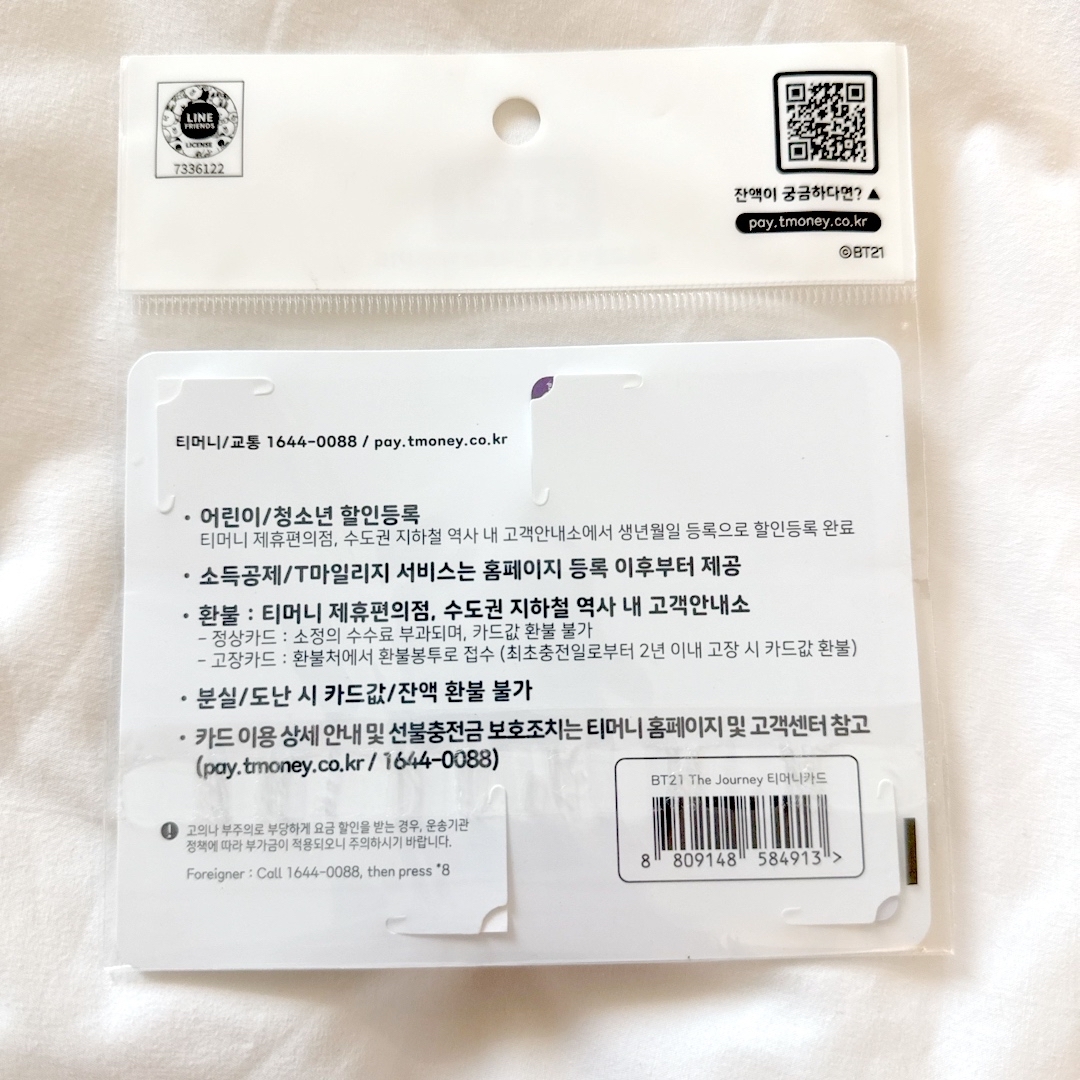 LINE
FRIENDS
LICENSE
7336122
잔액이 궁금하다면? ▲
pay.tmoney.co.kr
©BT21
티머니/교통 1644-0088 / pay.tmoney.co.kr
• 어린이/청소년 할인등록
티머니 제휴편의점, 수도권 지하철 역사 내 고객안내소에서 생년월일 등록으로 할인등록 완료
• 소득공제/T마일리지 서비스는 홈페이지 등록 이후부터 제공
• 환불 : 티머니 제휴편의점, 수도권 지하철 역사 내 고객안내소
- 정상카드 : 소정의 수수료 부과되며, 카드값 환불 불가
- 고장카드 : 환불처에서 환불봉투로 접수 (최초충전일로부터 2년 이내 고장 시 카드값 환불)
• 분실/도난 시 카드값/잔액 환불 불가
• 카드 이용 상세 안내 및 선불충전금 보호조치는 티머니 홈페이지 및 고객센터 참고
(pay.tmoney.co.kr / 1644-0088)
BT21 The Journey 티머니카드
8 809148 584913 >
! 고의나 부주의로 부당하게 요금 할인을 받는 경우, 운송기관
정책에 따라 부가금이 적용되오니 주의하시기 바랍니다.
Foreigner : Call 1644-0088, then press *8